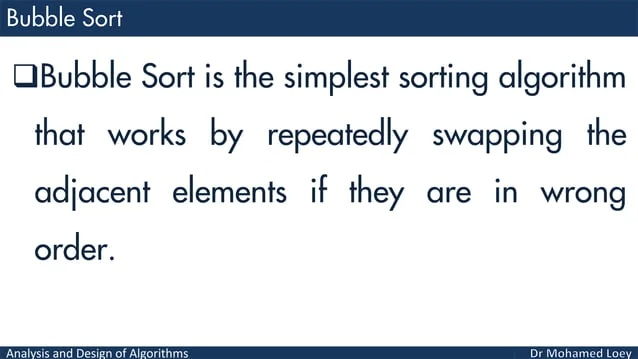 Bubble Sort
❑Bubble Sort is the simplest sorting algorithm
that works by repeatedly swapping the
adjacent elements if they are in wrong
order.
Analysis and Design of Algorithms
Dr Mohamed Loey